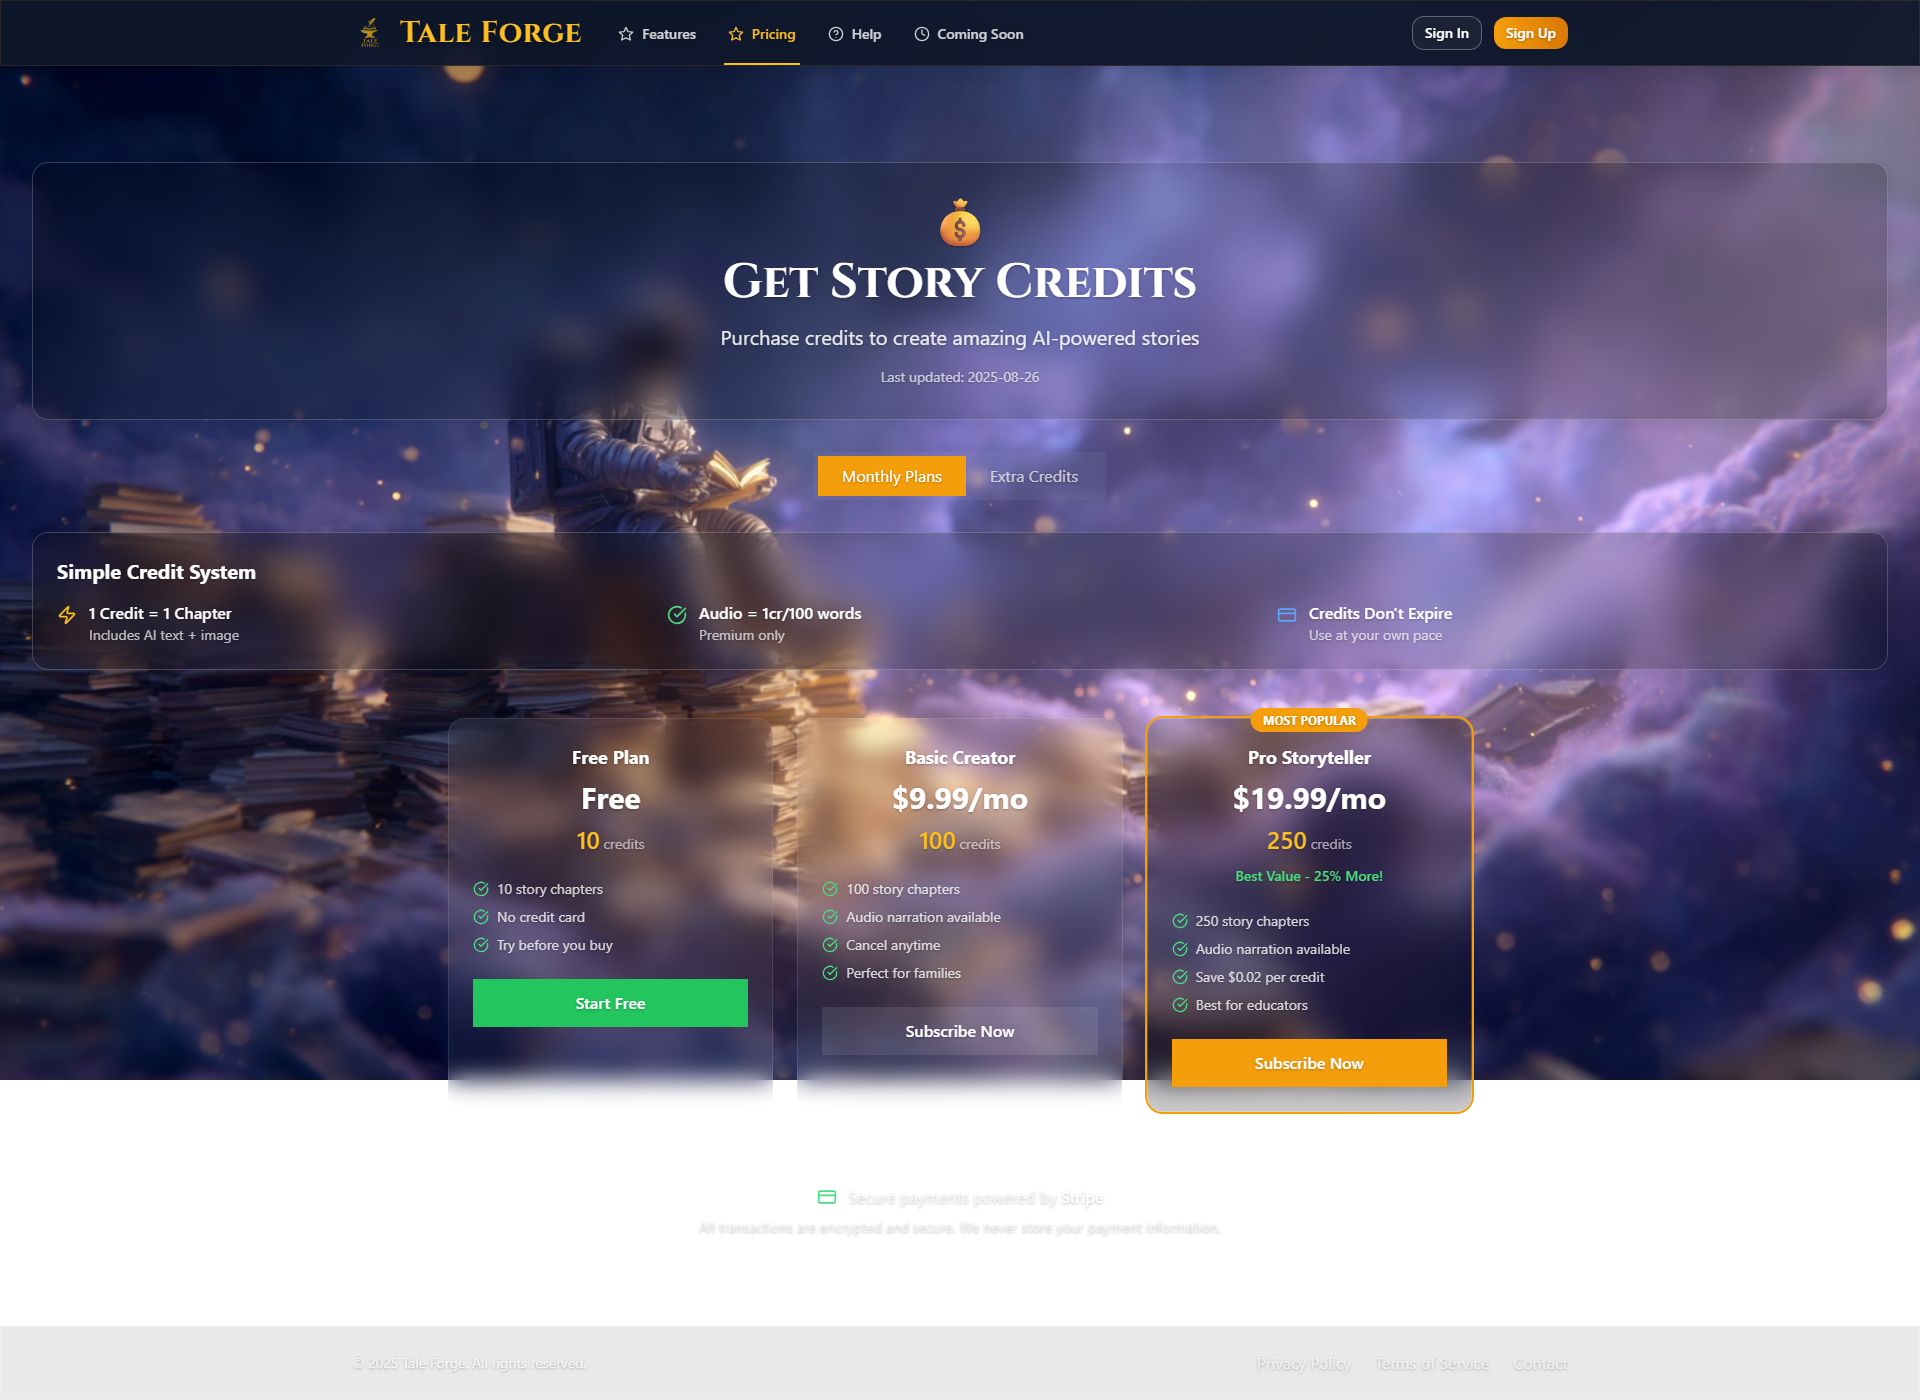 TALE FORGE
Features
Pricing
Help
Coming Soon
Sign In
Sign Up
GET STORY CREDITS
Purchase credits to create amazing AI-powered stories
Last updated: 2025-08-26
Monthly Plans
Extra Credits
Simple Credit System
1 Credit = 1 Chapter
Includes AI text + image
Audio = 1cr/100 words
Premium only
Credits Don't Expire
Use at your own pace
Free Plan
Free
10 credits
10 story chapters
No credit card
Try before you buy
Start Free
Basic Creator
$9.99/mo
100 credits
100 story chapters
Audio narration available
Cancel anytime
Perfect for families
Subscribe Now
MOST POPULAR
Pro Storyteller
$19.99/mo
250 credits
Best Value - 25% More!
250 story chapters
Audio narration available
Save $0.02 per credit
Best for educators
Subscribe Now
Secure payments powered by Stripe
All transactions are encrypted and secure. We never store your payment information.
© 2025 Tale Forge. All rights reserved.
Privacy Policy
Terms of Service
Contact